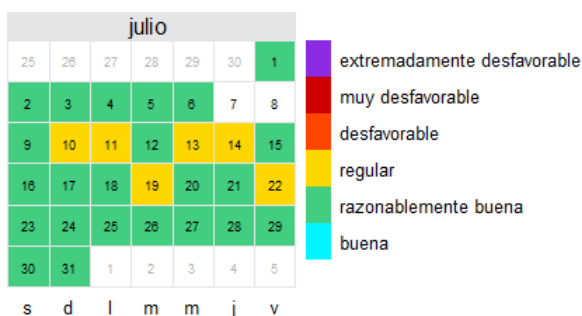 julio
25 26 27 28 29 30 1
2 3 4 5 6 7 8
9 10 11 12 13 14 15
16 17 18 19 20 21 22
23 24 25 26 27 28 29
30 31 1 2 3 4 5
s d l m m j v
extremadamente desfavorable
muy desfavorable
desfavorable
regular
razonablemente buena
buena